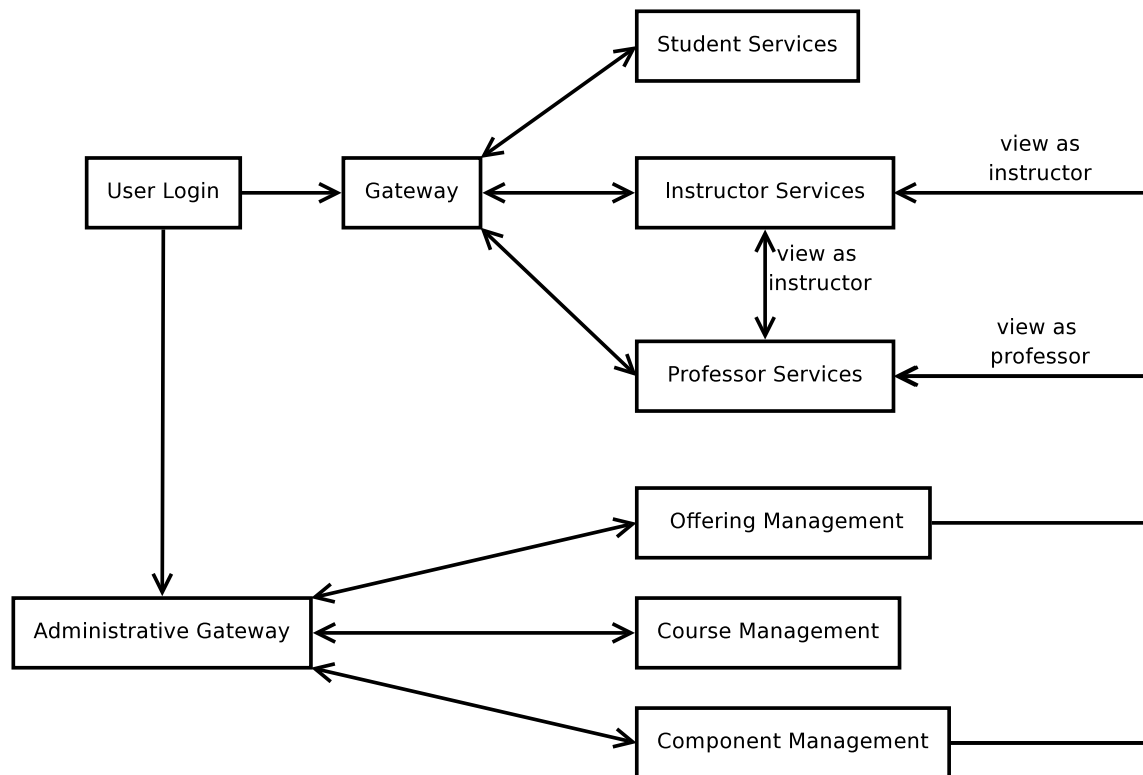 Student Services
view as
instructor
User Login
Gateway
Instructor Services
view as
instructor
view as
professor
Professor Services
Offering Management
Administrative Gateway
Course Management
Component Management